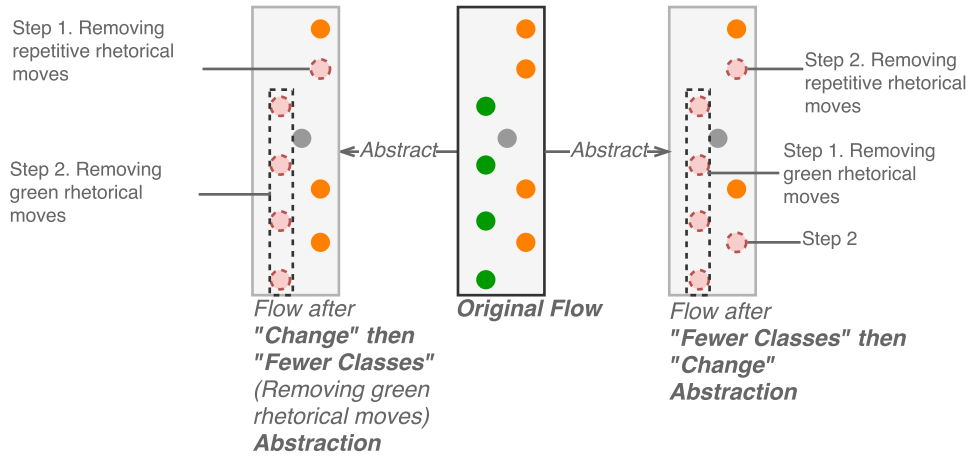 Step 1. Removing
repetitive rhetorical
moves
Step 2. Removing
green rhetorical
moves
Abstract
Abstract
Step 2. Removing
repetitive rhetorical
moves
Step 1. Removing
green rhetorical
moves
Step 2
Flow after
"Change" then
"Fewer Classes"
(Removing green
rhetorical moves)
Abstraction
Original Flow
Flow after
"Fewer Classes" then
"Change"
Abstraction